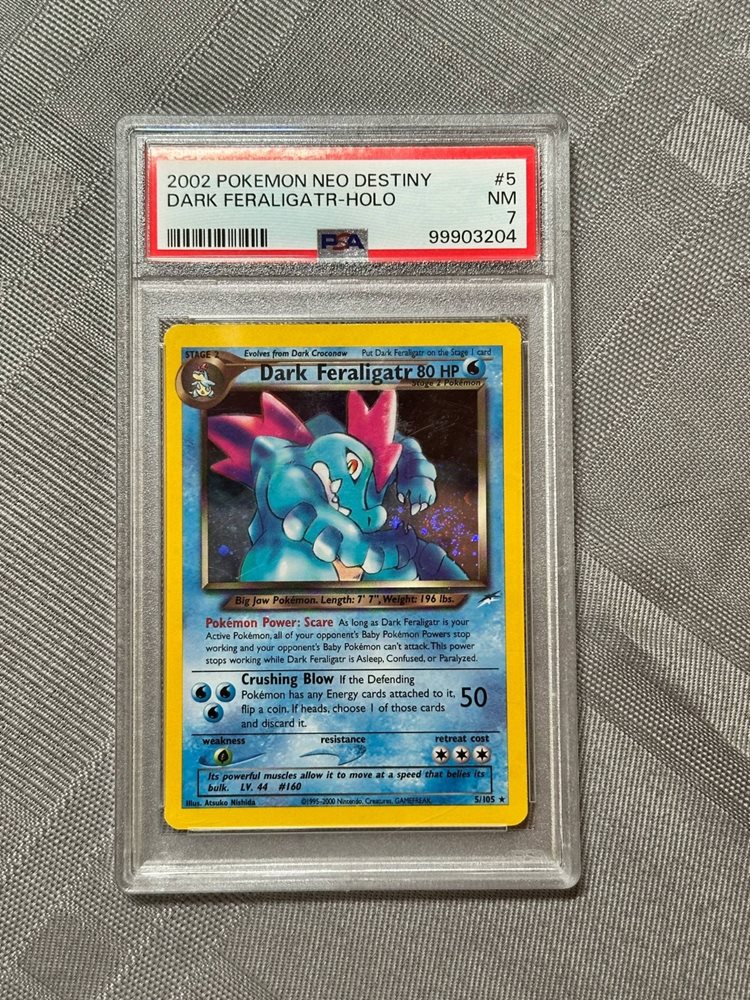 2002 POKEMON NEO DESTINY #5
DARK FERALIGATR-HOLO NM
7
PSA 99903204
STAGE 2 Evolves from Dark Croconaw Put Dark Feraligatr on the Stage 1 card
Dark Feraligatr 80 HP
Stage 2 Pokémon
Big Jaw Pokémon. Length: 7' 7", Weight: 196 lbs.
Pokémon Power: Scare As long as Dark Feraligatr is your
Active Pokémon, all of your opponent's Baby Pokémon Powers stop
working and your opponent's Baby Pokémon can't attack. This power
stops working while Dark Feraligatr is Asleep, Confused, or Paralyzed.
Crushing Blow If the Defending
Pokémon has any Energy cards attached to it, 50
flip a coin. If heads, choose 1 of those cards
and discard it.
weakness resistance retreat cost
Its powerful muscles allow it to move at a speed that belies its
bulk. LV. 44 #160
Illus. Atsuko Nishida ©1995-2000 Nintendo, Creatures, GAMEFREAK. 5/105